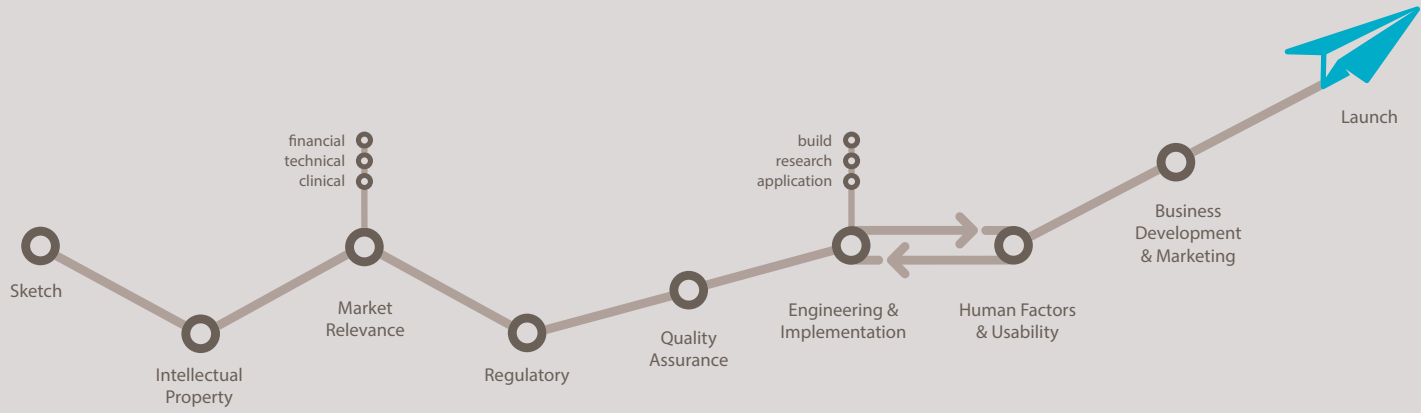 Sketch
Intellectual
Property
financial
technical
clinical
Market
Relevance
Regulatory
Quality
Assurance
build
research
application
Engineering &
Implementation
Human Factors
& Usability
Business
Development
& Marketing
Launch